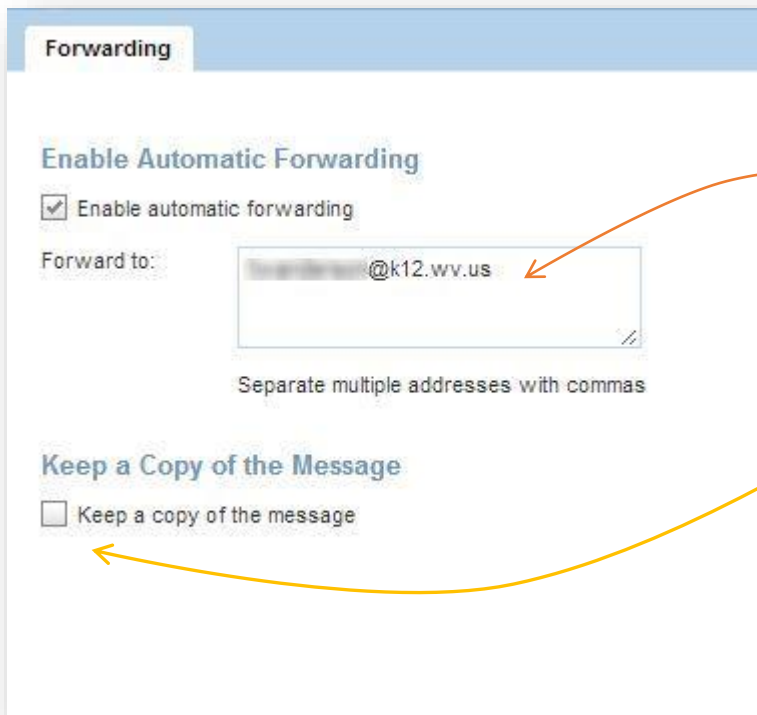 Forwarding
Enable Automatic Forwarding
Enable automatic forwarding
Forward to:
@k12.wv.us
Separate multiple addresses with commas
Keep a Copy of the Message
Keep a copy of the message